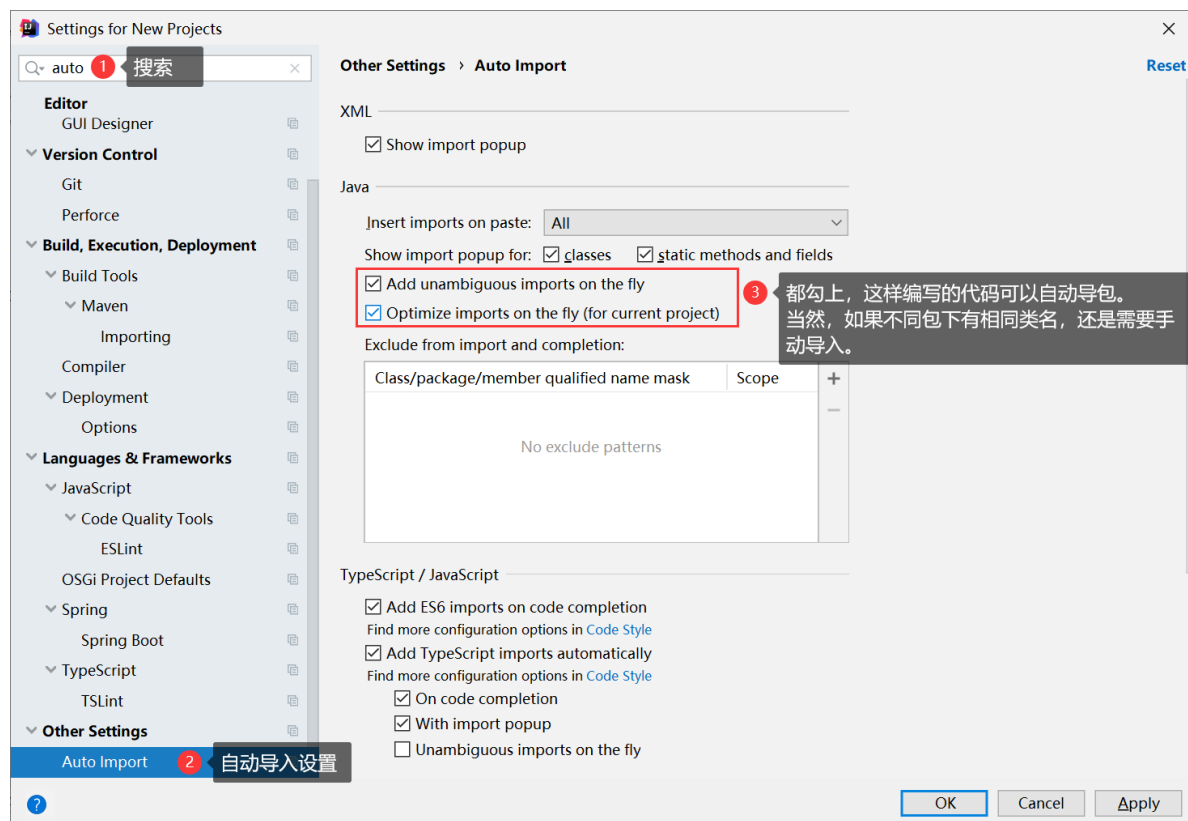 Settings for New Projects
auto
1
搜索
Editor
GUI Designer
Version Control
Git
Perforce
Build, Execution, Deployment
Build Tools
Maven
Importing
Compiler
Deployment
Options
Languages & Frameworks
JavaScript
Code Quality Tools
ESLint
OSGi Project Defaults
Spring
Spring Boot
TypeScript
TSLint
Other Settings
Auto Import
2
自动导入设置
Other Settings › Auto Import
Reset
XML
Show import popup
Java
Insert imports on paste: All
Show import popup for: classes static methods and fields
Add unambiguous imports on the fly
Optimize imports on the fly (for current project)
3
都勾上，这样编写的代码可以自动导包。
当然，如果不同包下有相同类名，还是需要手
动导入。
Exclude from import and completion:
Class/package/member qualified name mask Scope
No exclude patterns
TypeScript / JavaScript
Add ES6 imports on code completion
Find more configuration options in Code Style
Add TypeScript imports automatically
Find more configuration options in Code Style
On code completion
With import popup
Unambiguous imports on the fly
?
OK Cancel Apply